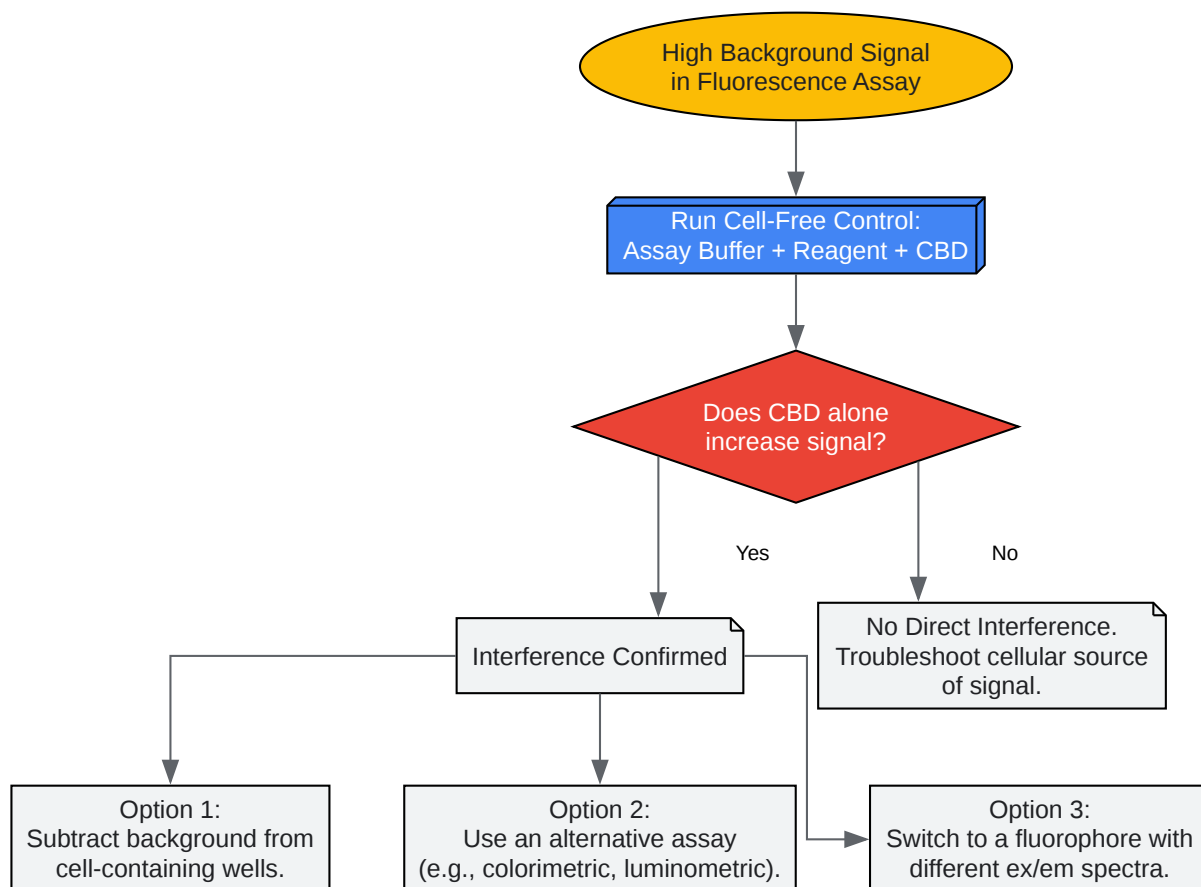 High Background Signal
in Fluorescence Assay
Run Cell-Free Control:
Assay Buffer + Reagent + CBD
Does CBD alone
increase signal?
Yes
No
Interference Confirmed
No Direct Interference.
Troubleshoot cellular source
of signal.
Option 1:
Subtract background from
cell-containing wells.
Option 2:
Use an alternative assay
(e.g., colorimetric, luminometric).
Option 3:
Switch to a fluorophore with
different ex/em spectra.